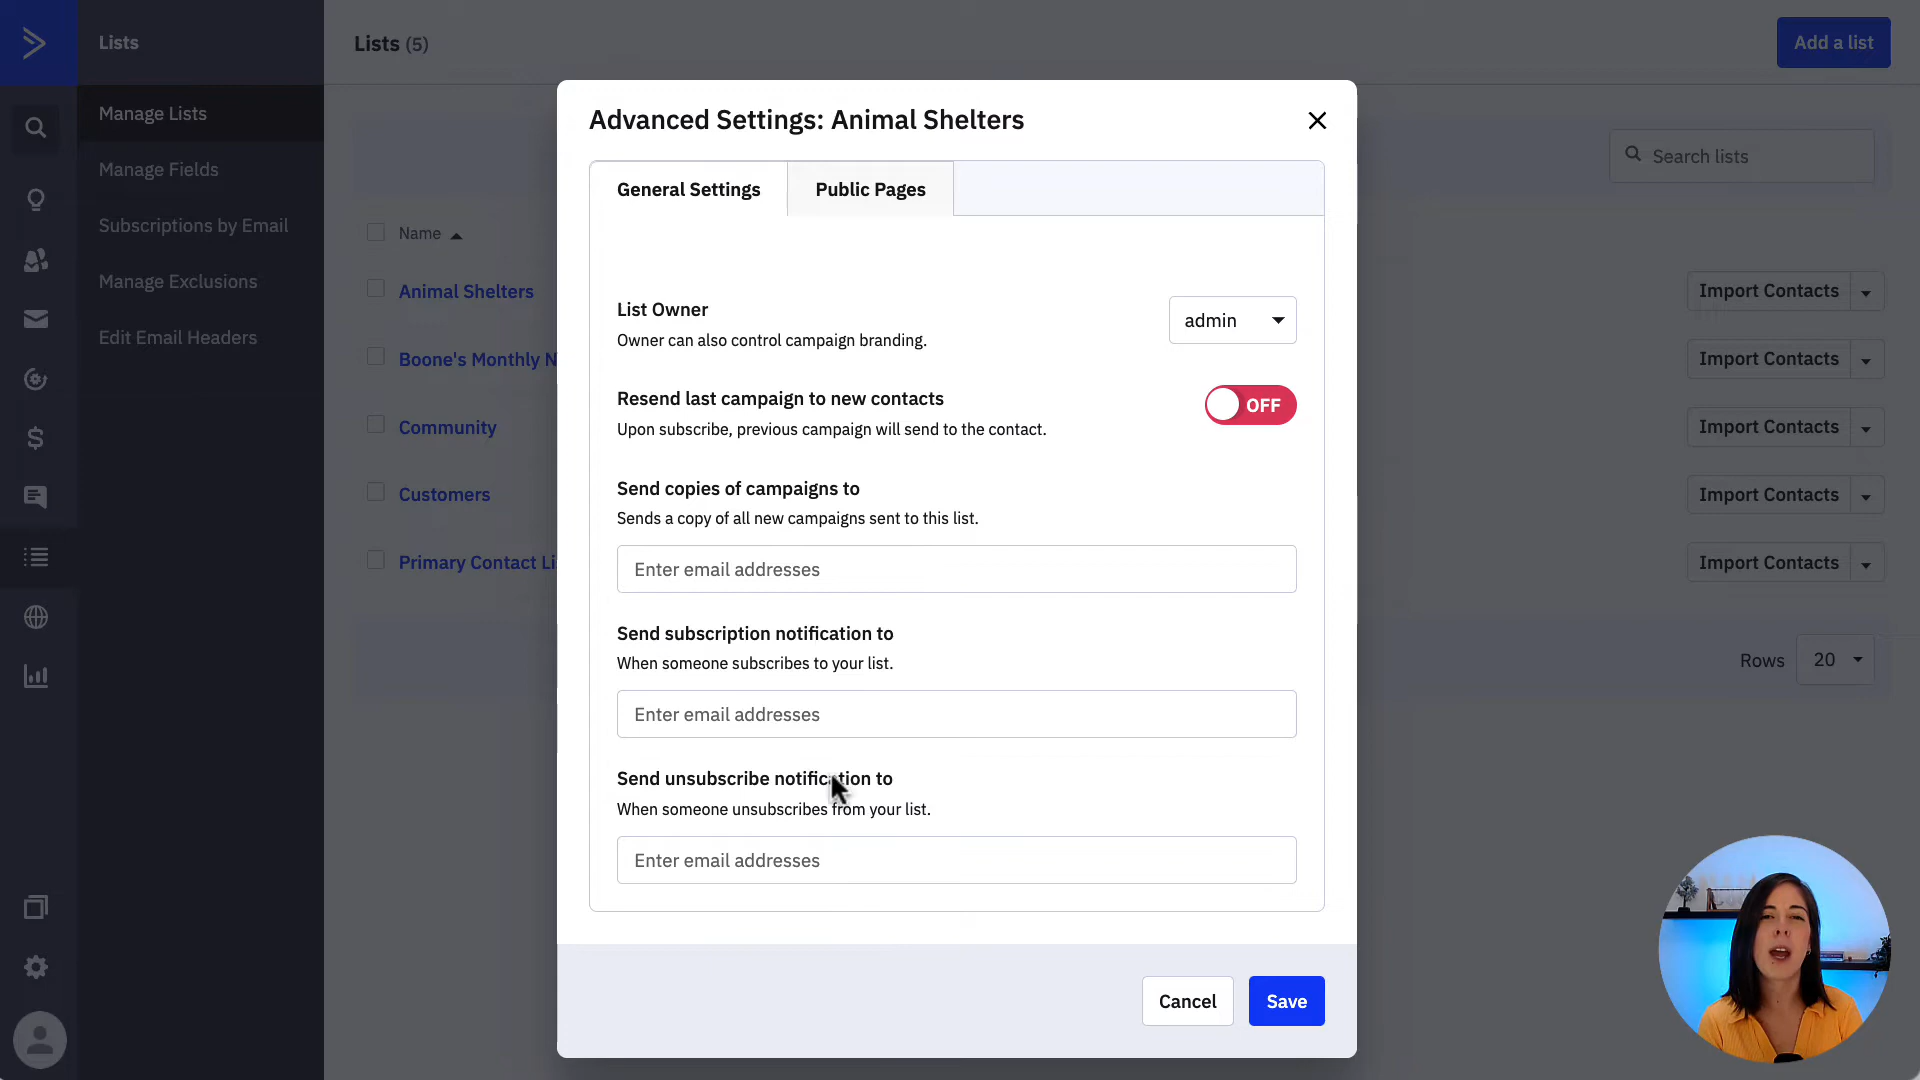 Lists
Manage Lists
Manage Fields
Subscriptions by Email
Manage Exclusions
Edit Email Headers
Lists (5)
Add a list
Search lists
Name
Animal Shelters
Import Contacts
Boone's Monthly N
Import Contacts
Community
Import Contacts
Customers
Import Contacts
Primary Contact Li
Import Contacts
Rows 20
Advanced Settings: Animal Shelters
General Settings
Public Pages
List Owner
Owner can also control campaign branding.
admin
Resend last campaign to new contacts
Upon subscribe, previous campaign will send to the contact.
OFF
Send copies of campaigns to
Sends a copy of all new campaigns sent to this list.
Enter email addresses
Send subscription notification to
When someone subscribes to your list.
Enter email addresses
Send unsubscribe notification to
When someone unsubscribes from your list.
Enter email addresses
Cancel
Save